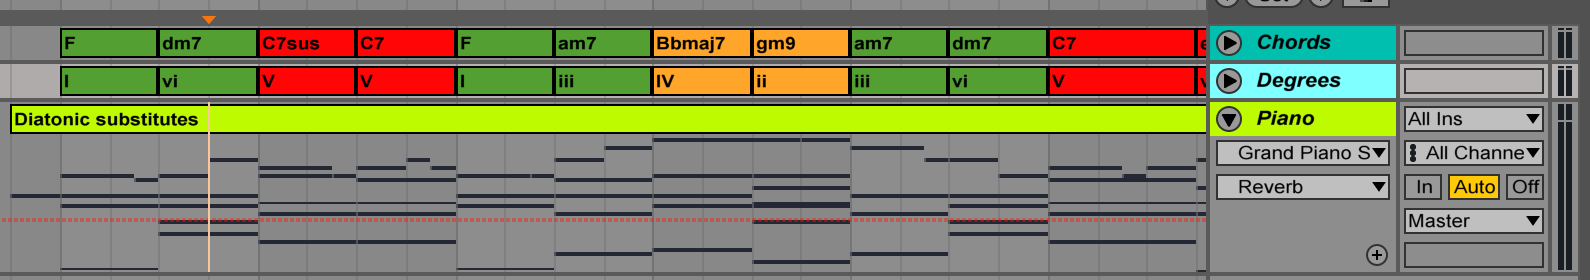 F dm7 C7sus C7 F am7 Bbmaj7 gm9 am7 dm7 C7 Chords
I vi V V I iii IV ii iii vi V Degrees
Diatonic substitutes Piano All Ins
Grand Piano S All Channe
Reverb In Auto Off
Master